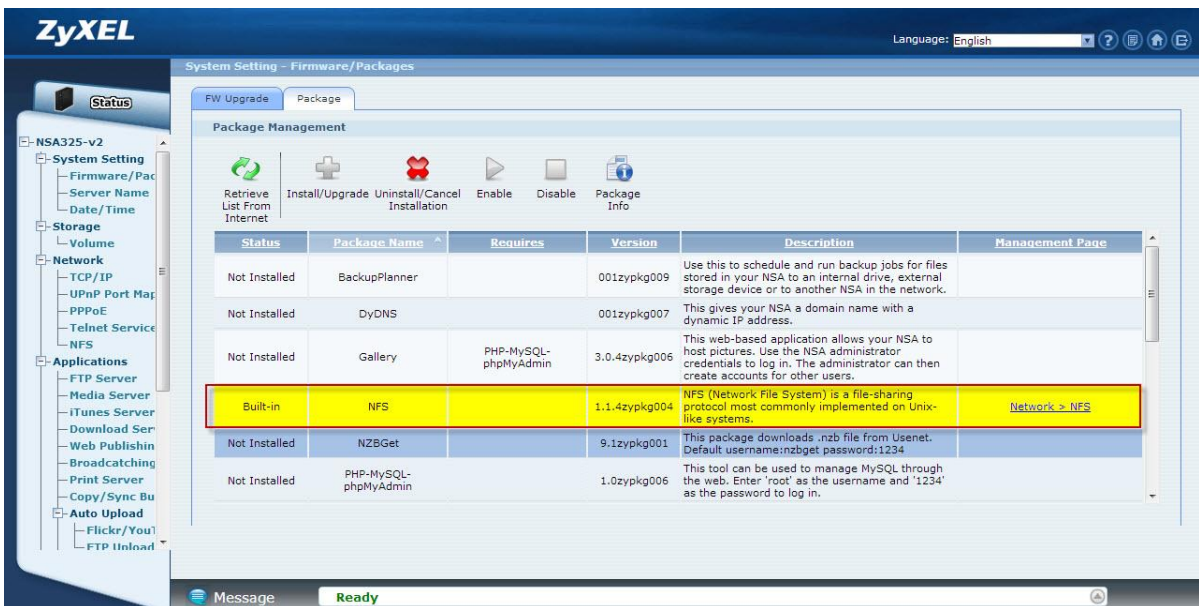 ZyXEL
Language: English
System Setting - Firmware/Packages
Status
FW Upgrade
Package
Package Management
NSA325-v2
System Setting
Firmware/Pac
Server Name
Date/Time
Storage
Volume
Network
TCP/IP
UPnP Port Map
PPPoE
Telnet Service
NFS
Applications
FTP Server
Media Server
iTunes Server
Download Ser
Web Publishin
Broadcatching
Print Server
Copy/Sync Bu
Auto Upload
Flickr/YouT
FTP Upload
Retrieve
List From
Internet
Install/Upgrade
Uninstall/Cancel
Installation
Enable
Disable
Package
Info
Status Package Name Requires Version Description Management Page
Not Installed BackupPlanner 001zypkg009
Use this to schedule and run backup jobs for files
stored in your NSA to an internal drive, external
storage device or to another NSA in the network.
Not Installed DyDNS 001zypkg007
This gives your NSA a domain name with a
dynamic IP address.
Not Installed Gallery
PHP-MySQL-
phpMyAdmin
3.0.4zypkg006
This web-based application allows your NSA to
host pictures. Use the NSA administrator
credentials to log in. The administrator can then
create accounts for other users.
Built-in NFS 1.1.4zypkg004
NFS (Network File System) is a file-sharing
protocol most commonly implemented on Unix-
like systems.
Network > NFS
Not Installed NZBGet 9.1zypkg001
This package downloads .nzb file from Usenet.
Default username:nzbget password:1234
Not Installed
PHP-MySQL-
phpMyAdmin
1.0zypkg006
This tool can be used to manage MySQL through
the web. Enter 'root' as the username and '1234'
as the password to log in.
Message
Ready